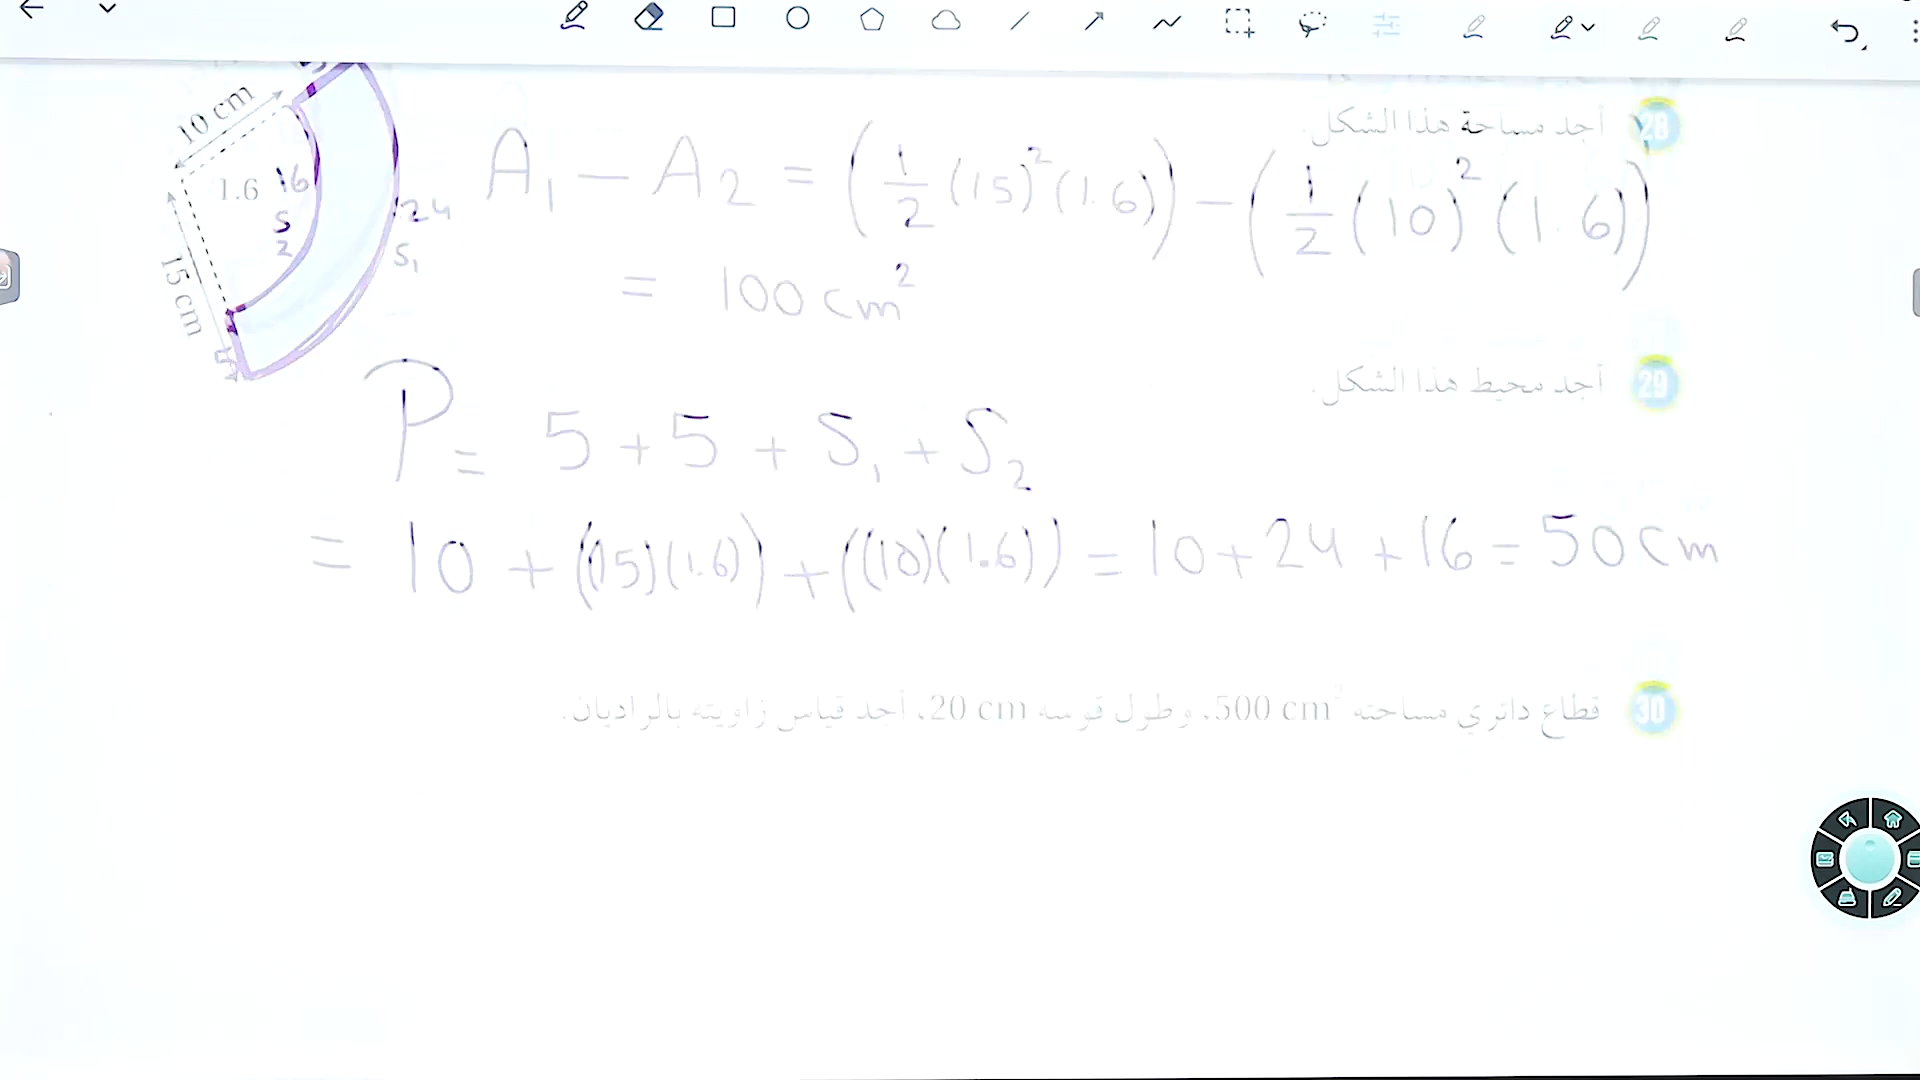 10 cm
1.6
16
S
2
24
S₁
15 cm
5
28 أجد مساحة هذا الشكل.
A₁ − A₂ = (1/2 (15)² (1.6)) − (1/2 (10)² (1.6))
= 100 cm²
29 أجد محيط هذا الشكل.
P = 5 + 5 + S₁ + S₂
= 10 + ((15)(1.6)) + ((10)(1.6)) = 10 + 24 + 16 = 50 cm
30 قطاع دائري مساحته 500 cm²، وطول قوسه 20 cm، أجد قياس زاويته بالراديان.